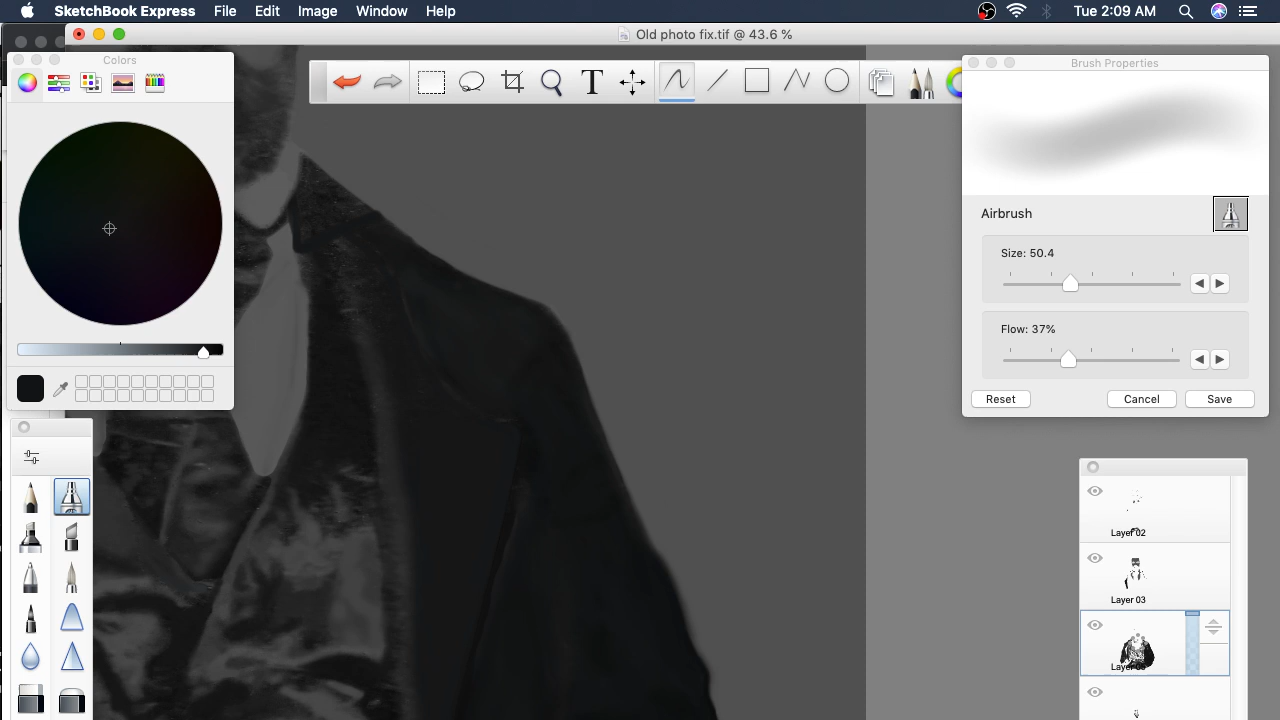 SketchBook Express File Edit Image Window Help Tue 2:09 AM
Old photo fix.tif @ 43.6 %
Colors
T
Brush Properties
Airbrush
Size: 50.4
Flow: 37%
Reset Cancel Save
Layer 02
Layer 03
Layer